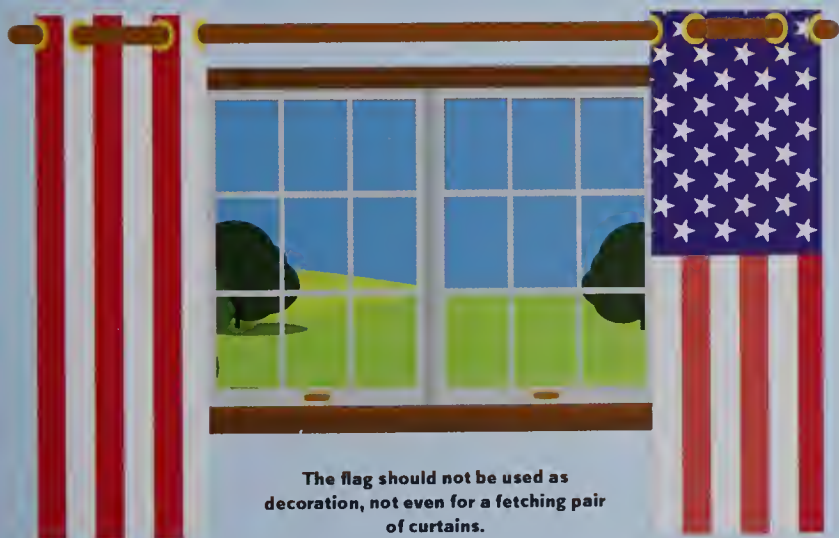 The flag should not be used as
decoration, not even for a fetching pair
of curtains.